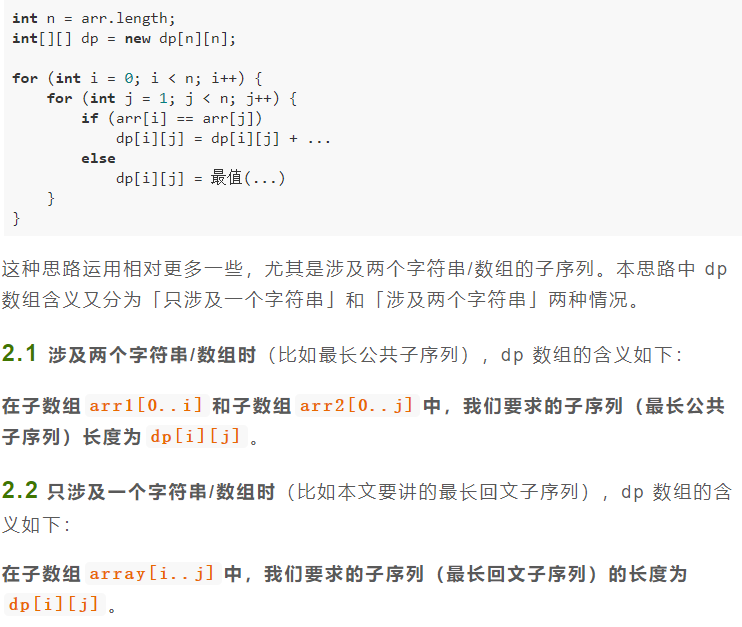 int n = arr.length;
int[][] dp = new dp[n][n];
for (int i = 0; i < n; i++) {
    for (int j = 1; j < n; j++) {
        if (arr[i] == arr[j])
            dp[i][j] = dp[i][j] + ...
        else
            dp[i][j] = 最值(...)
    }
}
这种思路运用相对更多一些，尤其是涉及两个字符串/数组的子序列。本思路中 dp
数组含义又分为「只涉及一个字符串」和「涉及两个字符串」两种情况。
2.1 涉及两个字符串/数组时（比如最长公共子序列），dp 数组的含义如下：
在子数组 arr1[0..i] 和子数组 arr2[0..j] 中，我们要求的子序列（最长公共
子序列）长度为 dp[i][j] 。
2.2 只涉及一个字符串/数组时（比如本文要讲的最长回文子序列），dp 数组的含
义如下：
在子数组 array[i..j] 中，我们要求的子序列（最长回文子序列）的长度为
dp[i][j] 。